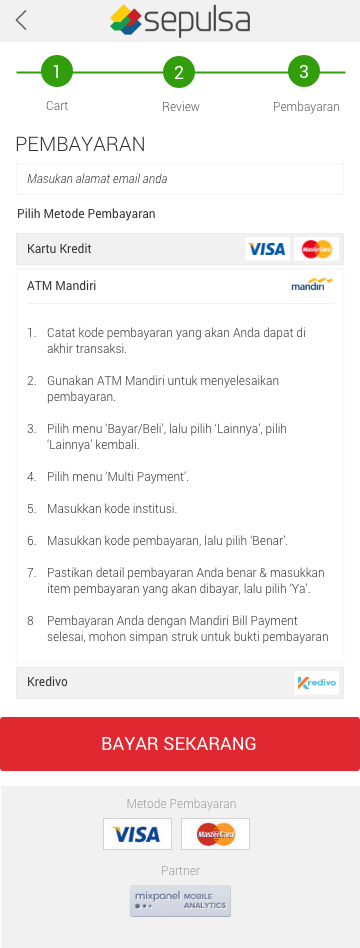 sepulsa
1 2 3
Cart Review Pembayaran
PEMBAYARAN
Masukan alamat email anda
Pilih Metode Pembayaran
Kartu Kredit VISA MasterCard
ATM Mandiri mandiri
1. Catat kode pembayaran yang akan Anda dapat di
akhir transaksi.
2. Gunakan ATM Mandiri untuk menyelesaikan
pembayaran.
3. Pilih menu ‘Bayar/Beli’, lalu pilih ‘Lainnya’, pilih
‘Lainnya’ kembali.
4. Pilih menu ‘Multi Payment’.
5. Masukkan kode institusi.
6. Masukkan kode pembayaran, lalu pilih ‘Benar’.
7. Pastikan detail pembayaran Anda benar & masukkan
item pembayaran yang akan dibayar, lalu pilih ‘Ya’.
8 Pembayaran Anda dengan Mandiri Bill Payment
selesai, mohon simpan struk untuk bukti pembayaran
Kredivo Kredivo
BAYAR SEKARANG
Metode Pembayaran
VISA MasterCard
Partner
mixpanel MOBILE
ANALYTICS